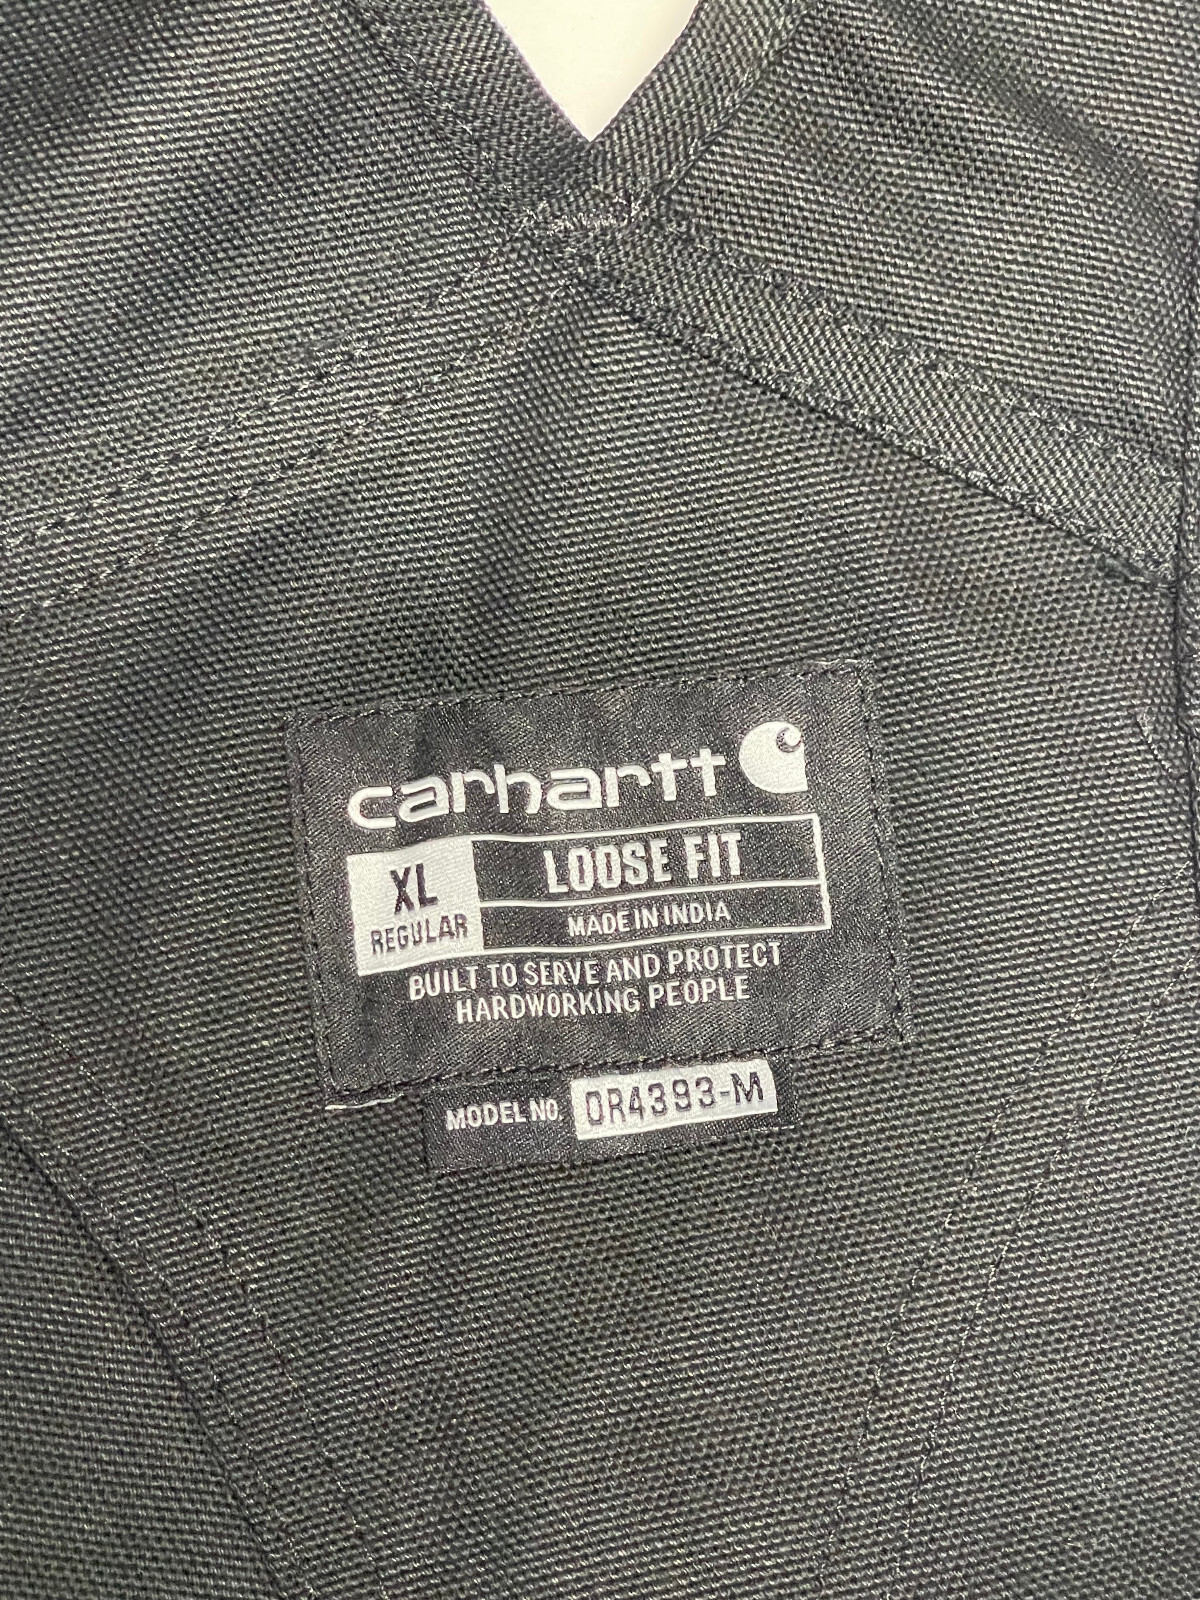 carhartt
XL
REGULAR
LOOSE FIT
MADE IN INDIA
BUILT TO SERVE AND PROTECT
HARDWORKING PEOPLE
MODEL NO. OR4393-M